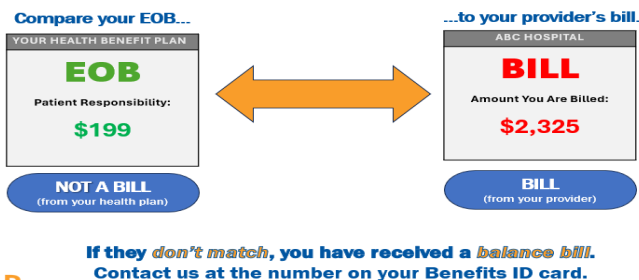 Compare your EOB...
YOUR HEALTH BENEFIT PLAN
EOB
Patient Responsibility:
$199
NOT A BILL
(from your health plan)
...to your provider's bill.
ABC HOSPITAL
BILL
Amount You Are Billed:
$2,325
BILL
(from your provider)
If they don't match, you have received a balance bill.
Contact us at the number on your Benefits ID card.